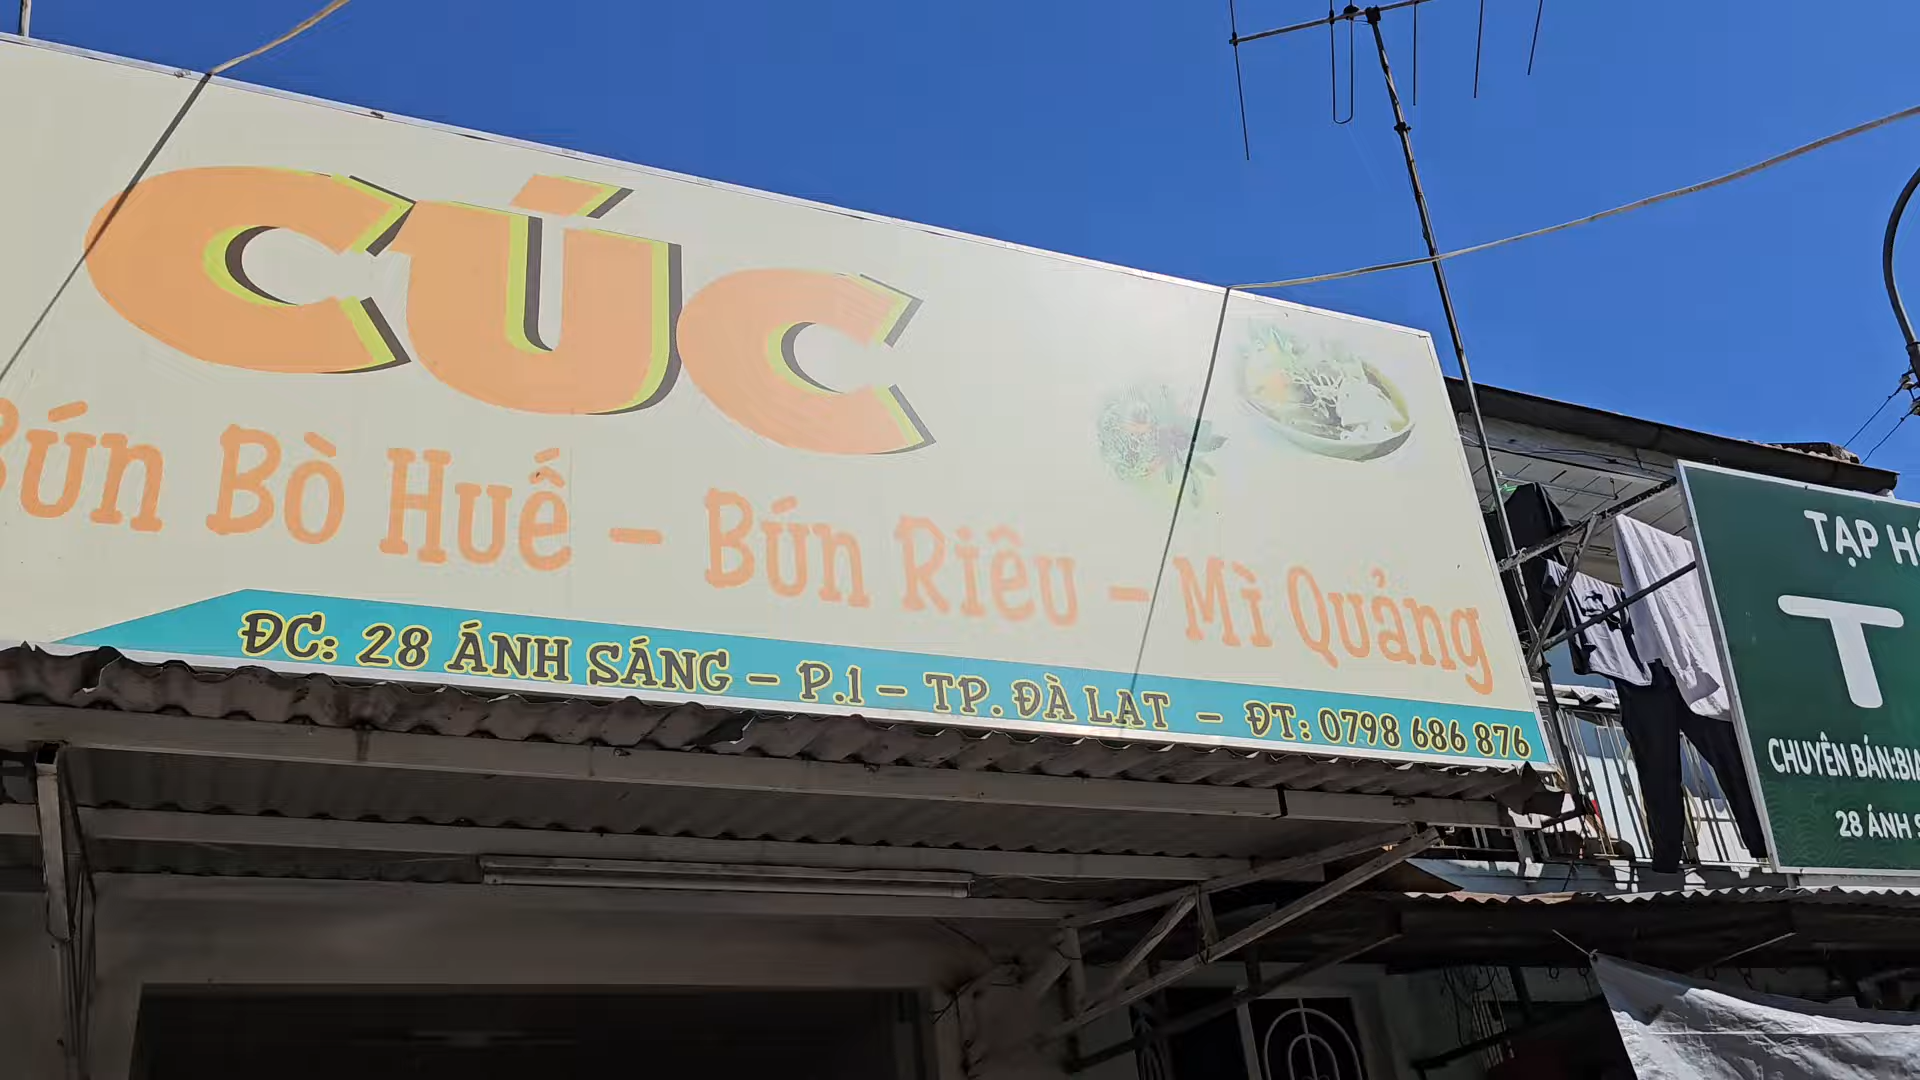 CÚC
Bún Bò Huế - Bún Riêu - Mì Quảng
ĐC: 28 ÁNH SÁNG - P.1 - TP. ĐÀ LẠT - ĐT: 0798 686 876
TẠP HÓ
T
CHUYÊN BÁN:BIA
28 ÁNH S